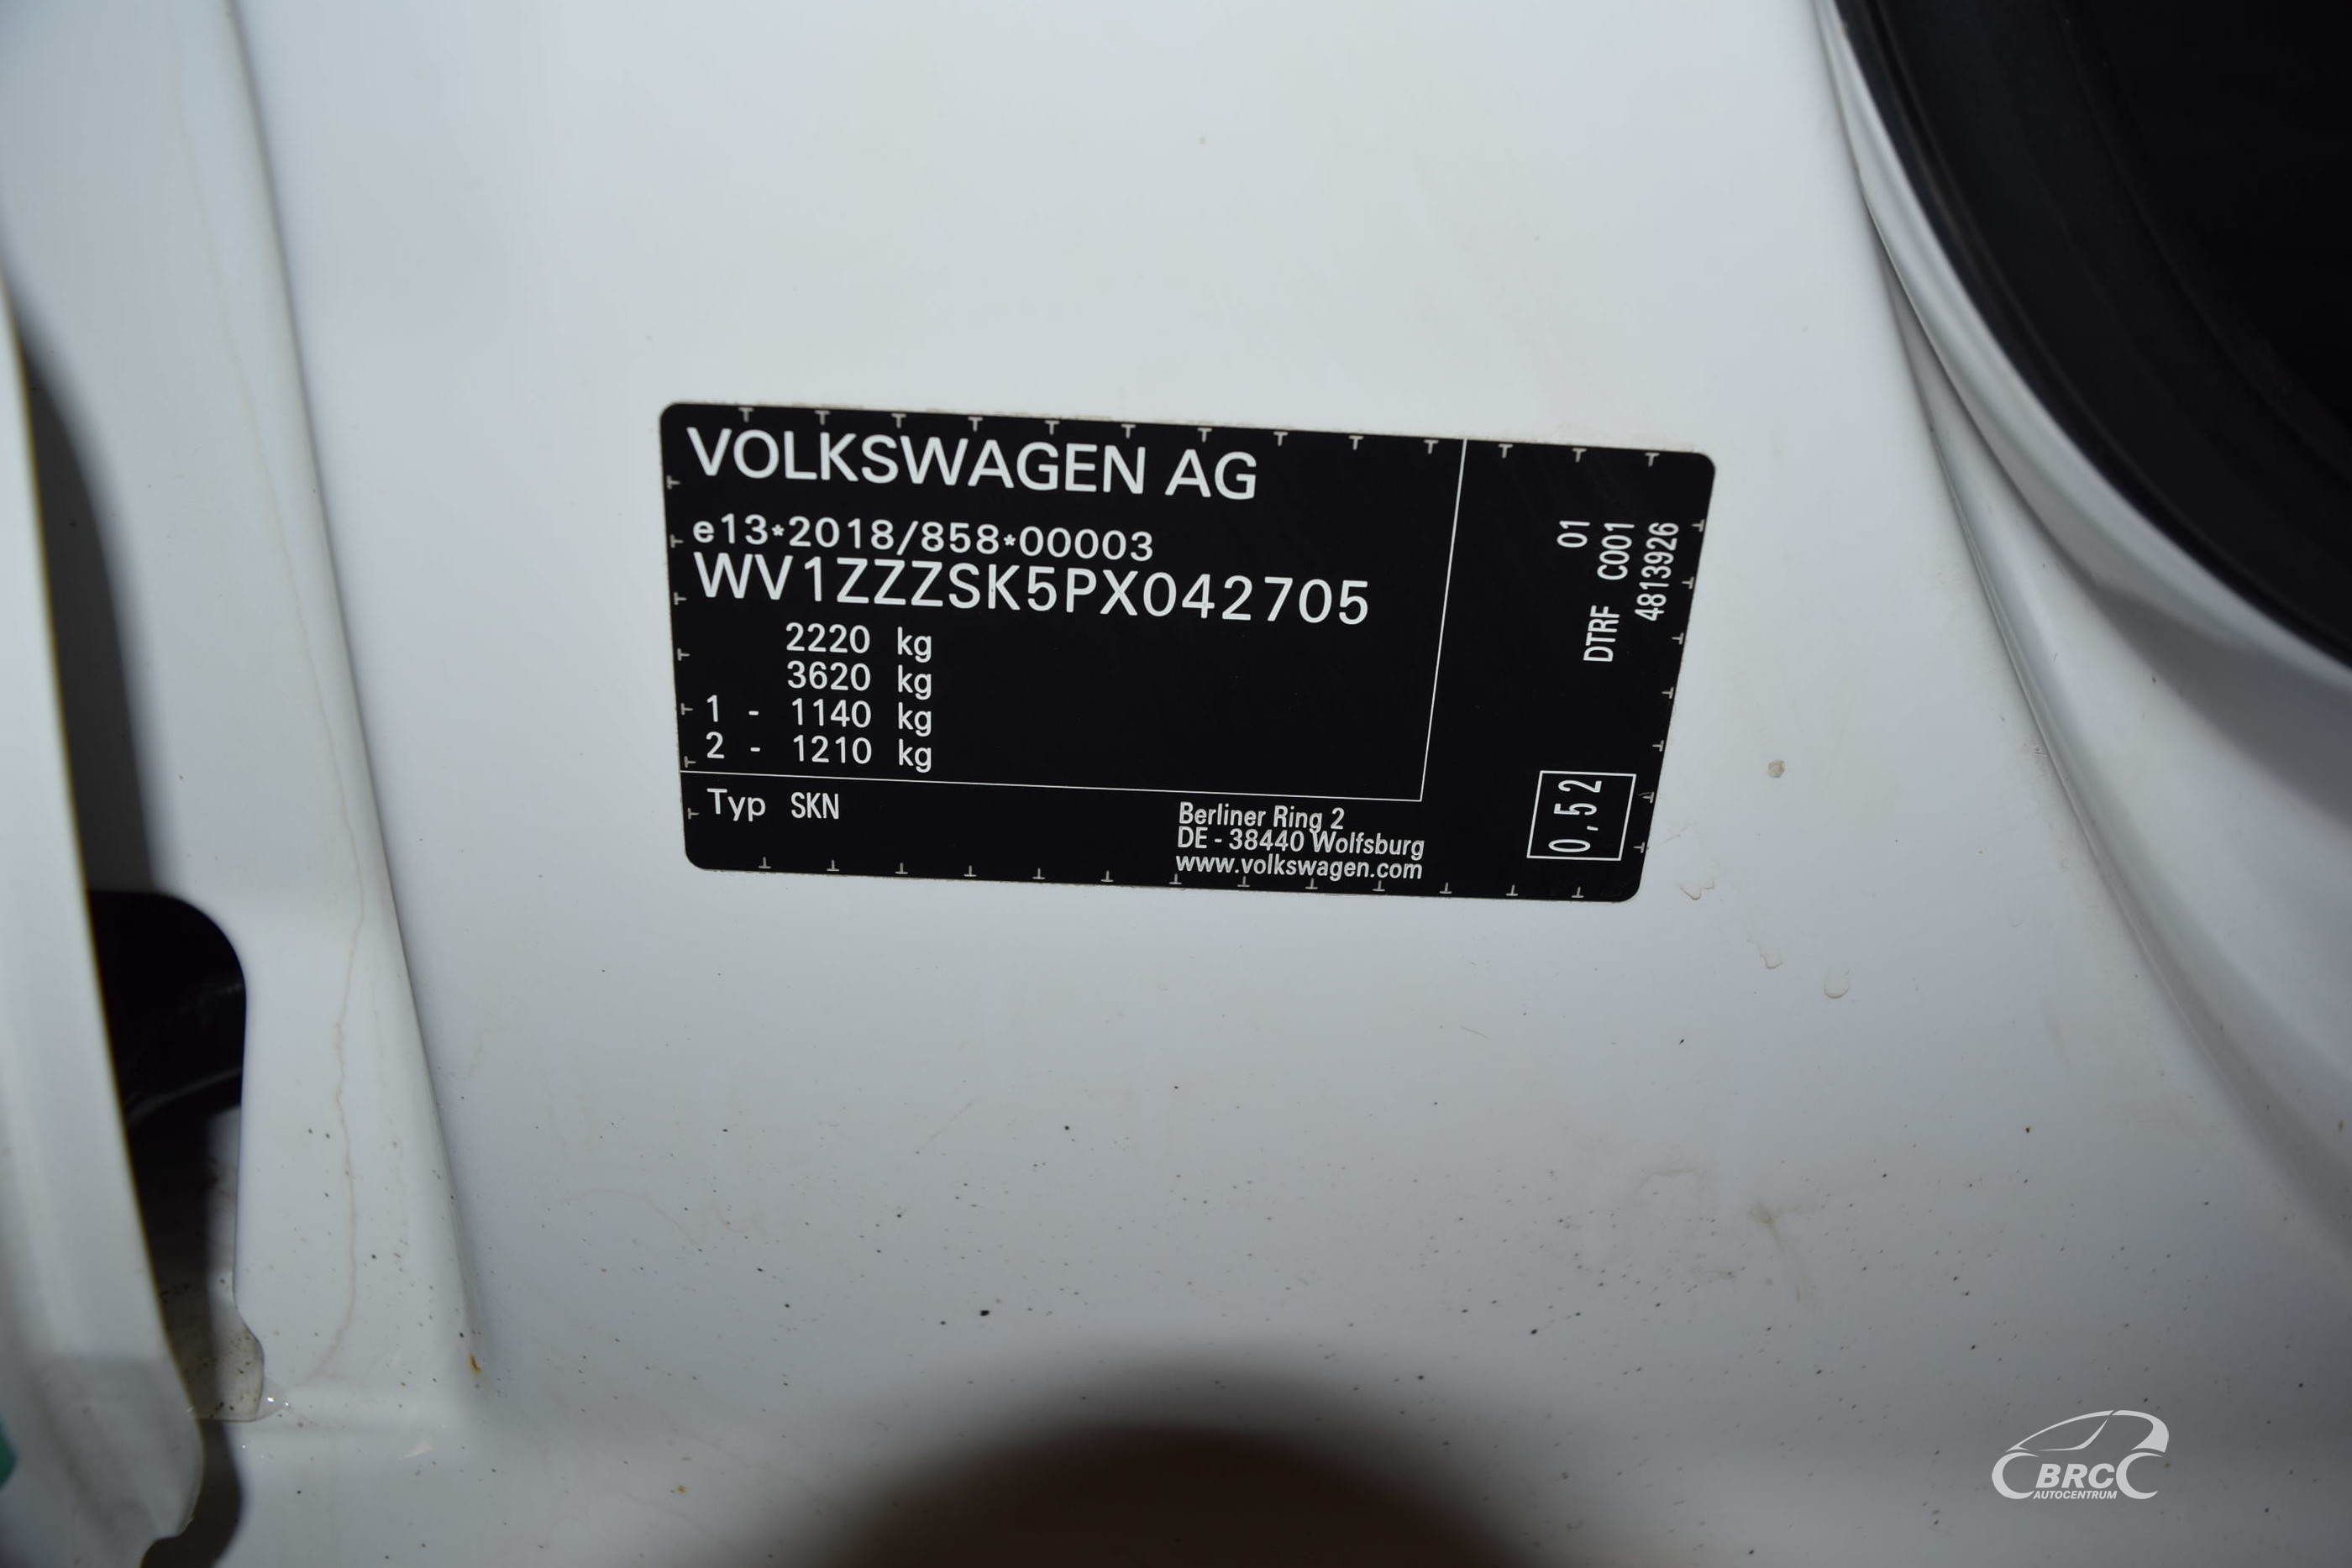 VOLKSWAGEN AG
e13*2018/858*00003
WV1ZZZSK5PX042705
2220 kg
3620 kg
1 - 1140 kg
2 - 1210 kg
Typ SKN
Berliner Ring 2
DE - 38440 Wolfsburg
www.volkswagen.com
01
DTRF C001
4813926
0,52
BRC
AUTOCENTRUM